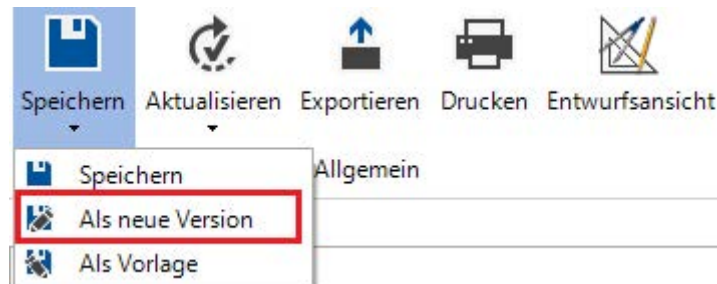 Speichern Aktualisieren Exportieren Drucken Entwurfsansicht
Speichern Allgemein
Als neue Version
Als Vorlage